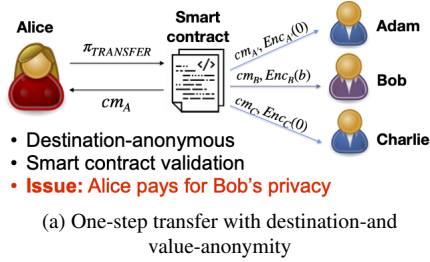 Alice
Smart
contract
Adam
Bob
Charlie
π_TRANSFER
cm_A
cm_A', Enc_A(0)
cm_B, Enc_B(b)
cm_C, Enc_C(0)
• Destination-anonymous
• Smart contract validation
• Issue: Alice pays for Bob's privacy
(a) One-step transfer with destination-and
value-anonymity